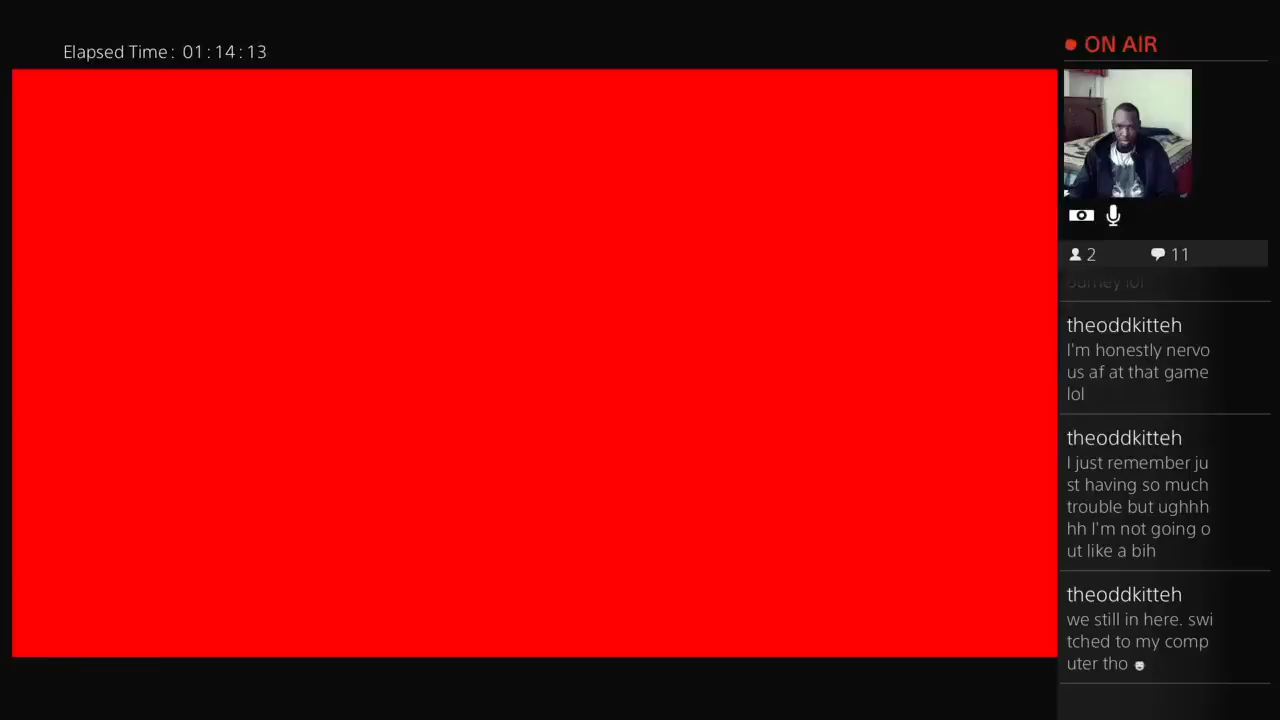 Elapsed Time: 01:14:13
ON AIR
2 11
theoddkitteh
I'm honestly nervo
us af at that game
lol
theoddkitteh
I just remember ju
st having so much
trouble but ughhh
hh I'm not going o
ut like a bih
theoddkitteh
we still in here. swi
tched to my comp
uter tho